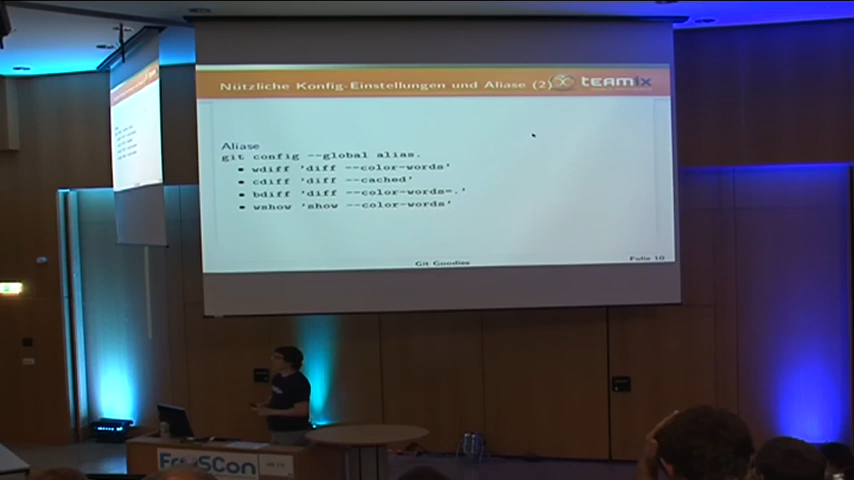 Nützliche Konfig-Einstellungen und Aliase (2)
teamix
Aliase
git config --global alias.
wdiff 'diff --color-words'
cdiff 'diff --cached'
bdiff 'diff --color-words=.'
wshow 'show --color-words'
Git Goodies
Folie 10
FrOSCon